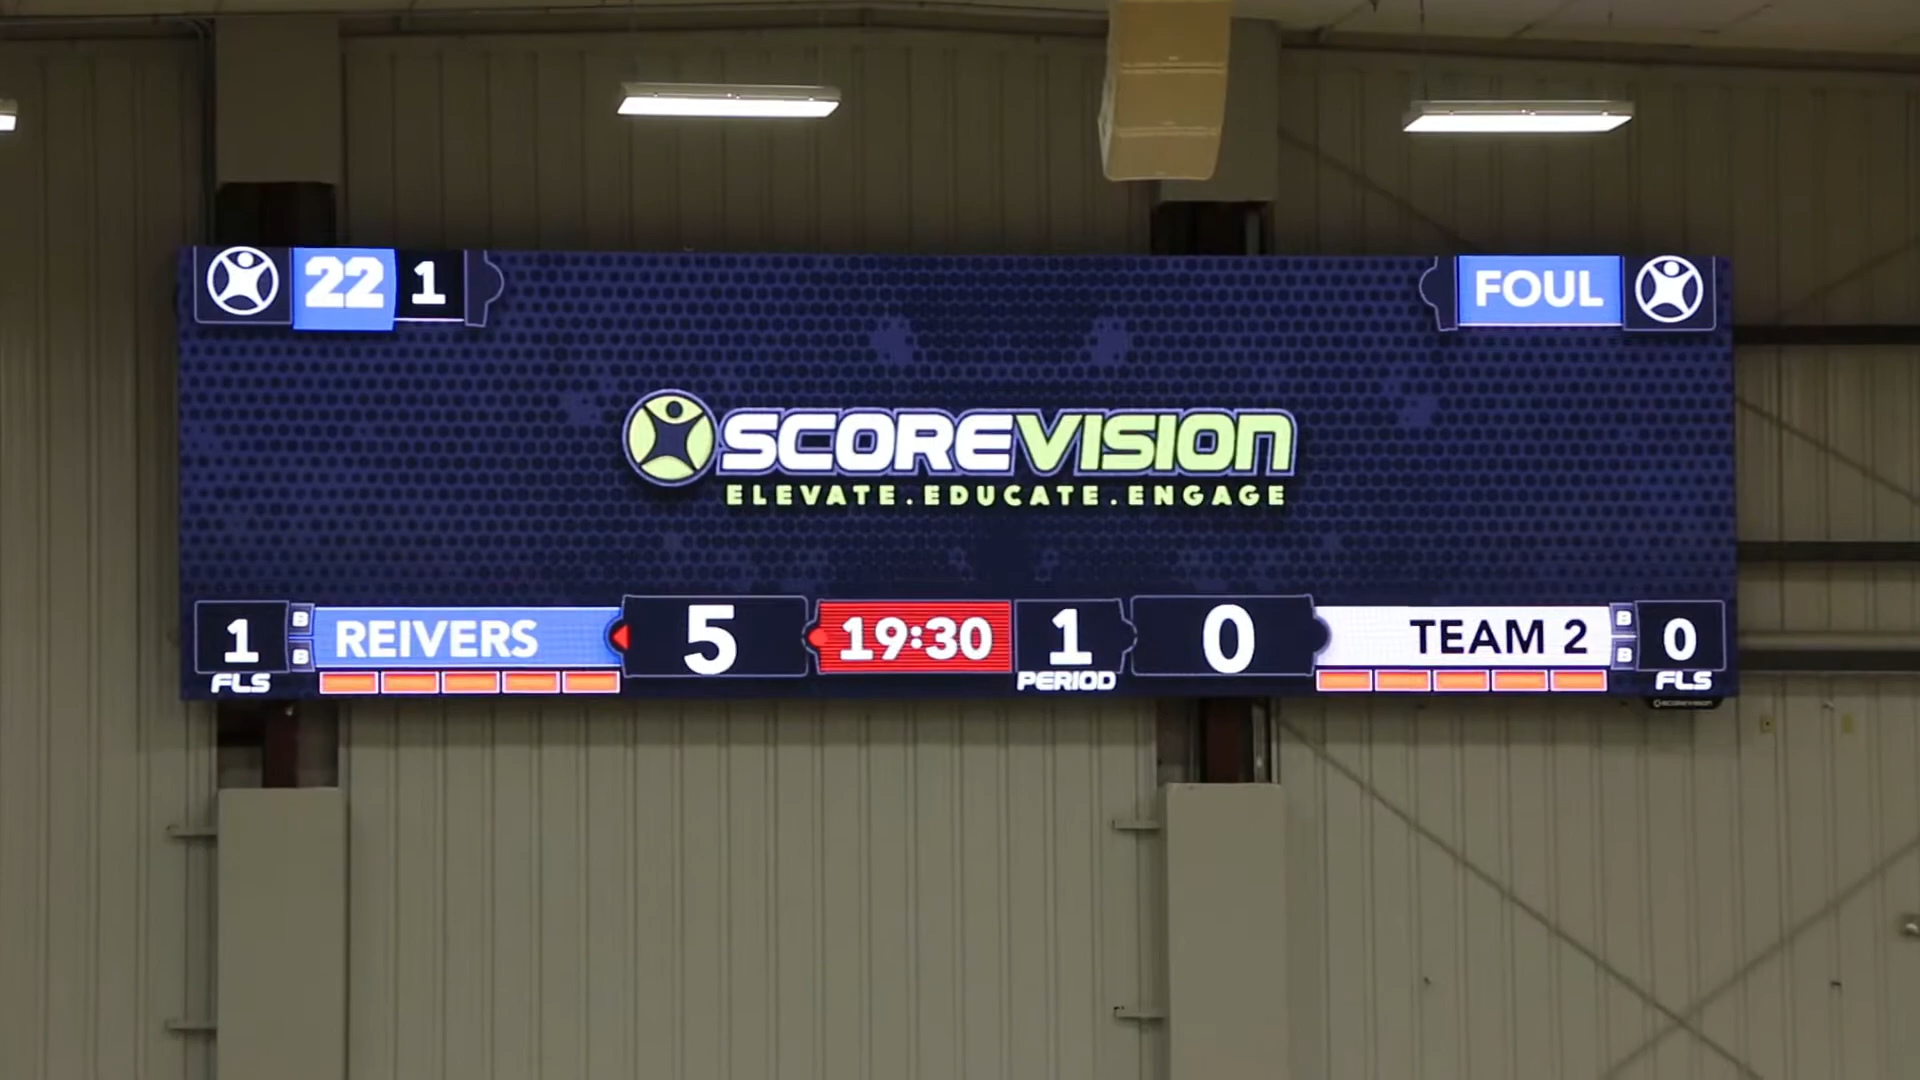 22 1 FOUL
SCOREVISION
ELEVATE.EDUCATE.ENGAGE
1 B REIVERS 5 19:30 1 0 TEAM 2 B 0
B B
FLS PERIOD FLS
SCOREVISION